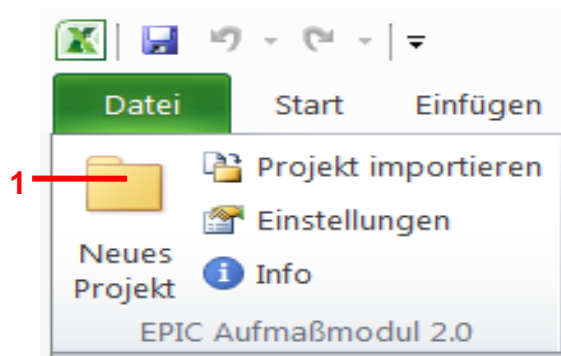 Datei Start Einfügen
1
Projekt importieren
Einstellungen
Neues
Projekt
Info
EPIC Aufmaßmodul 2.0